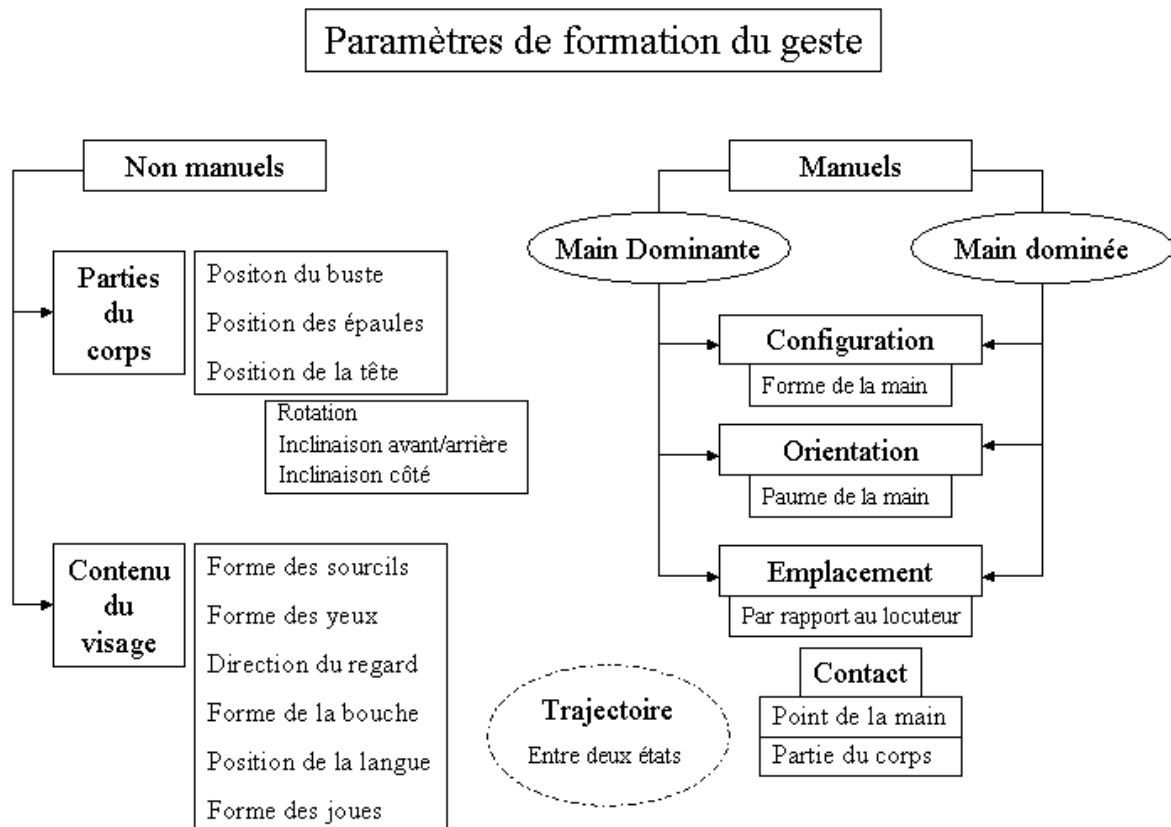 Paramètres de formation du geste
Non manuels
Parties
du
corps
Positon du buste
Position des épaules
Position de la tête
Rotation
Inclinaison avant/arrière
Inclinaison côté
Contenu
du
visage
Forme des sourcils
Forme des yeux
Direction du regard
Forme de la bouche
Position de la langue
Forme des joues
Manuels
Main Dominante
Main dominée
Configuration
Forme de la main
Orientation
Paume de la main
Emplacement
Par rapport au locuteur
Contact
Point de la main
Partie du corps
Trajectoire
Entre deux états